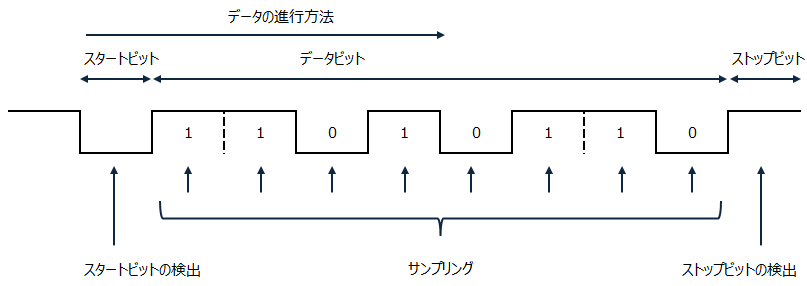 データの進行方法
スタートビット
データビット
ストップビット
1 1 0 1 0 1 1 0
スタートビットの検出
サンプリング
ストップビットの検出